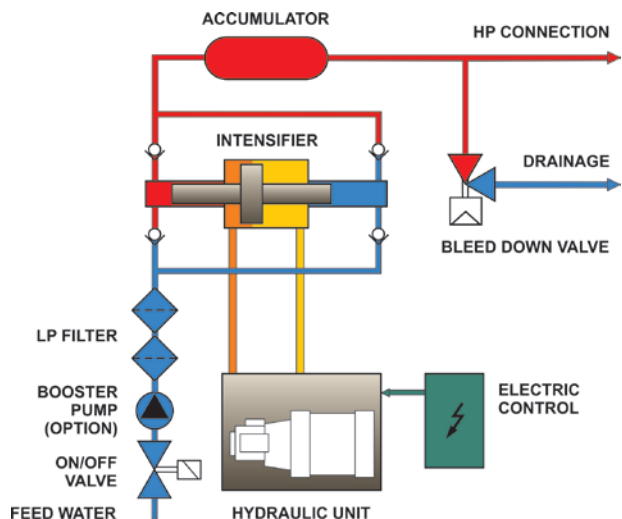 ACCUMULATOR
HP CONNECTION
INTENSIFIER
DRAINAGE
BLEED DOWN VALVE
LP FILTER
BOOSTER
PUMP
(OPTION)
ELECTRIC
CONTROL
ON/OFF
VALVE
FEED WATER
HYDRAULIC UNIT